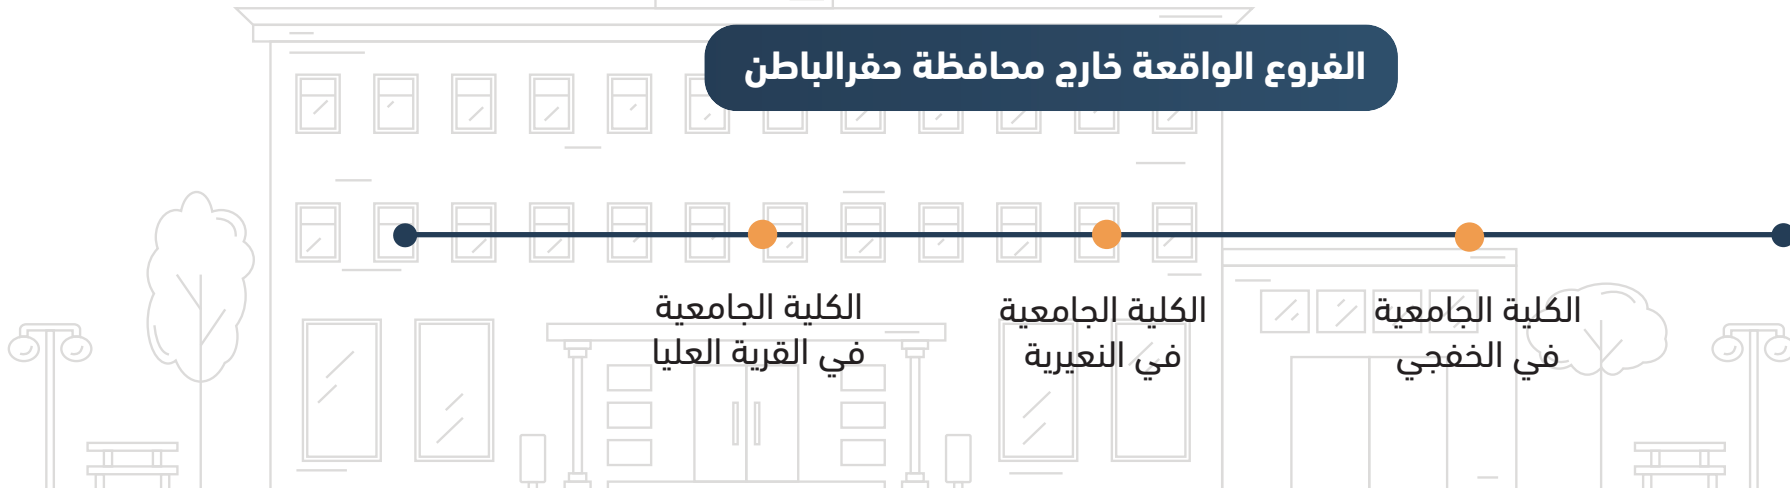 الفروع الواقعة خارج محافظة حفرالباطن
الكلية الجامعية
في الخفجي
الكلية الجامعية
في النعيرية
الكلية الجامعية
في القرية العليا